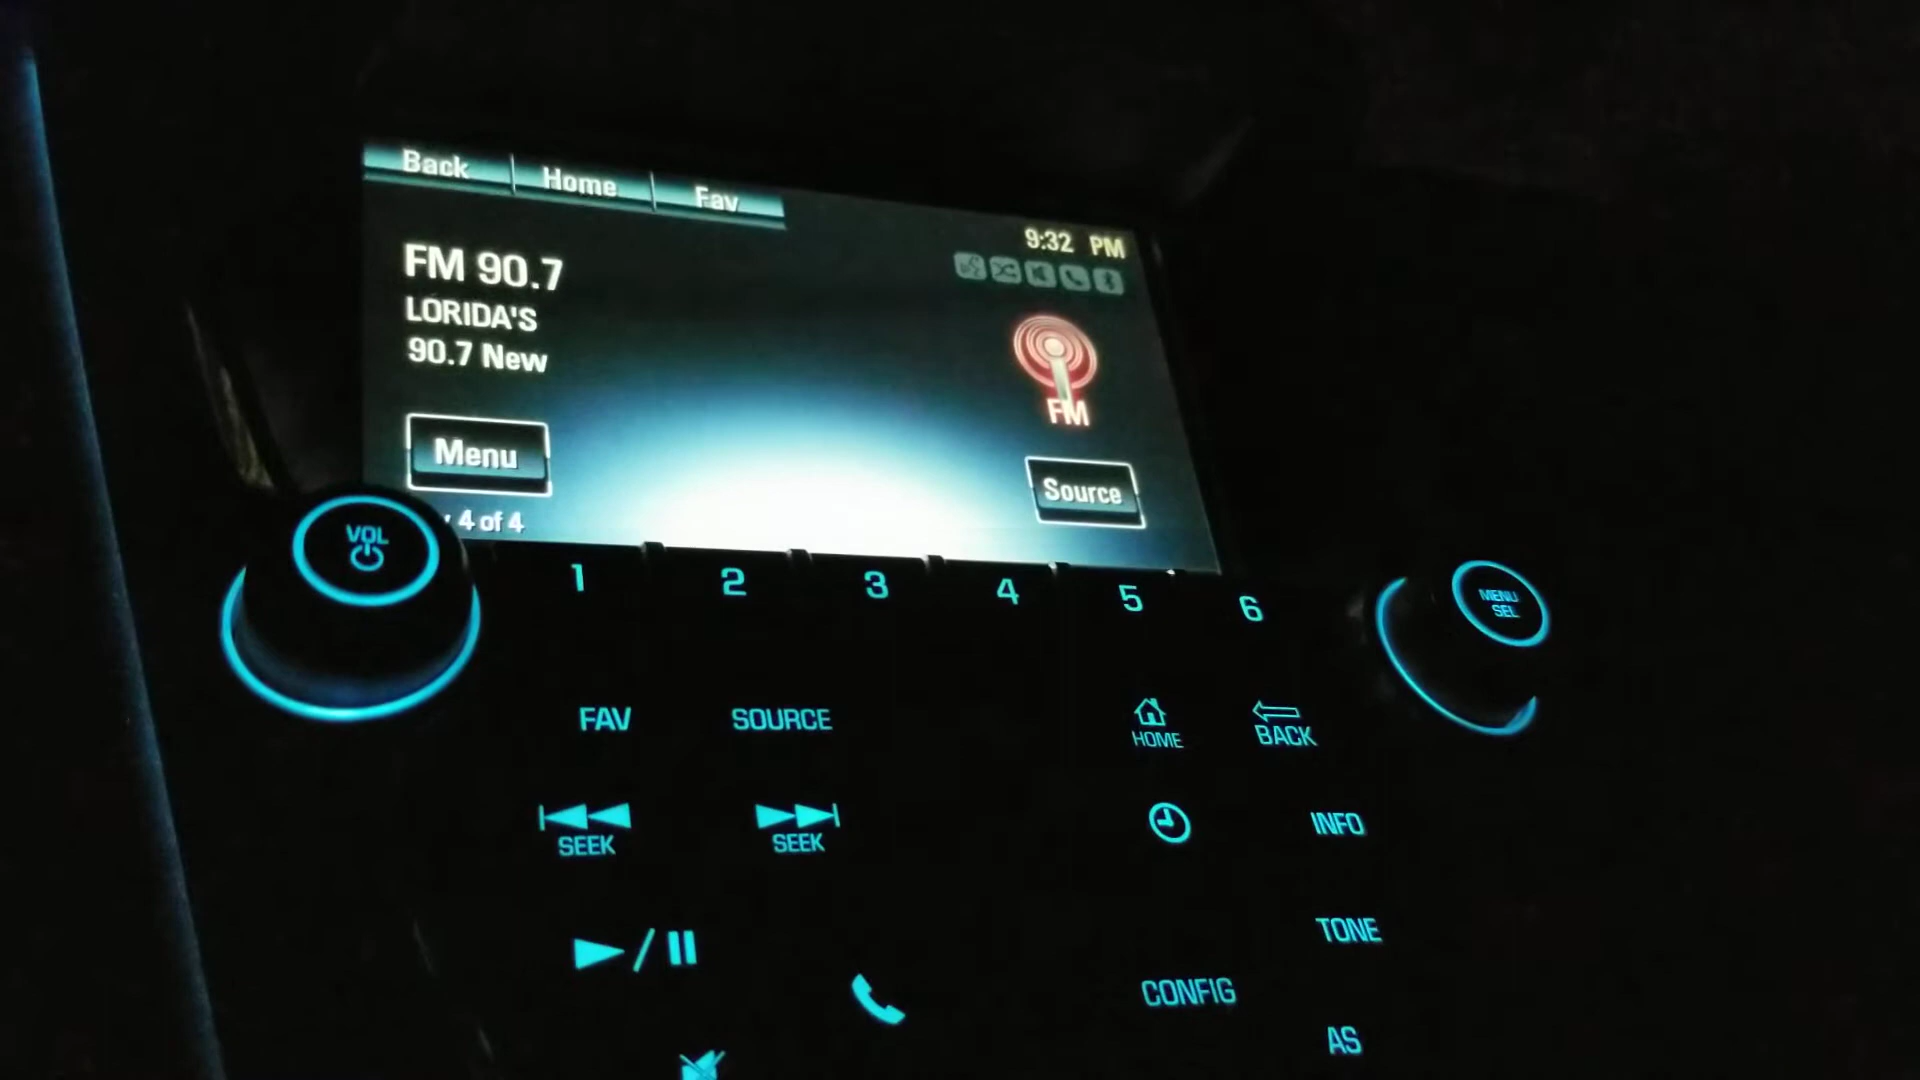 Back Home Fav
9:32 PM
FM 90.7
LORIDA'S
90.7 New
FM
Menu
Source
4 of 4
VOL
1 2 3 4 5 6
MENU
SEL
FAV SOURCE
HOME BACK
SEEK SEEK
INFO
TONE
CONFIG
AS